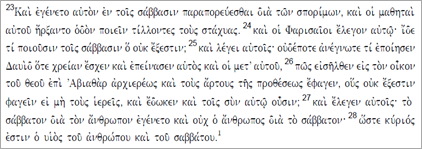 ²³Καὶ ἐγένετο αὐτὸν ἐν τοῖς σάββασιν παραπορεύεσθαι διὰ τῶν σπορίμων, καὶ οἱ μαθηταὶ
αὐτοῦ ἤρξαντο ὁδὸν ποιεῖν τίλλοντες τοὺς στάχυας. ²⁴καὶ οἱ Φαρισαῖοι ἔλεγον αὐτῷ· ἴδε
τί ποιοῦσιν τοῖς σάββασιν ὃ οὐκ ἔξεστιν; ²⁵καὶ λέγει αὐτοῖς· οὐδέποτε ἀνέγνωτε τί ἐποίησεν
Δαυὶδ ὅτε χρείαν ἔσχεν καὶ ἐπείνασεν αὐτὸς καὶ οἱ μετ᾽ αὐτοῦ, ²⁶πῶς εἰσῆλθεν εἰς τὸν οἶκον
τοῦ θεοῦ ἐπὶ Ἀβιαθὰρ ἀρχιερέως καὶ τοὺς ἄρτους τῆς προθέσεως ἔφαγεν, οὓς οὐκ ἔξεστιν
φαγεῖν εἰ μὴ τοὺς ἱερεῖς, καὶ ἔδωκεν καὶ τοῖς σὺν αὐτῷ οὖσιν; ²⁷καὶ ἔλεγεν αὐτοῖς· τὸ
σάββατον διὰ τὸν ἄνθρωπον ἐγένετο καὶ οὐχ ὁ ἄνθρωπος διὰ τὸ σάββατον· ²⁸ὥστε κύριός
ἐστιν ὁ υἱὸς τοῦ ἀνθρώπου καὶ τοῦ σαββάτου.¹